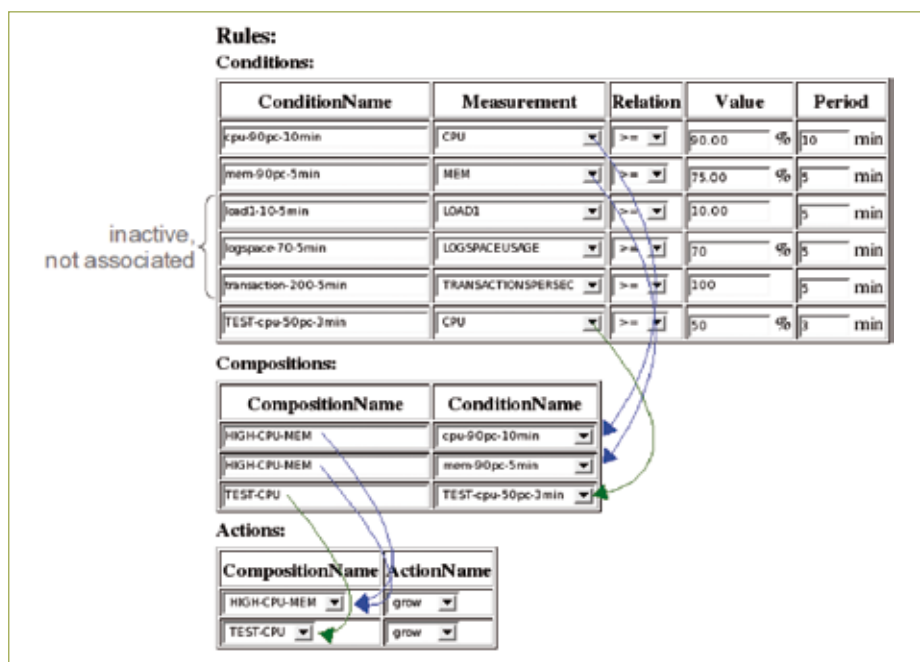 Rules:
Conditions:
ConditionName Measurement Relation Value Period
cpu-90pc-10min CPU >= 90.00 % 10 min
mem-90pc-5min MEM >= 75.00 % 5 min
load1-10-5min LOAD1 >= 10.00 5 min
inactive, not associated
logspace-70-5min LOGSPACEUSAGE >= 70 % 5 min
transaction-200-5min TRANSACTIONSPERSEC >= 100 5 min
TEST-cpu-50pc-3min CPU >= 50 % 3 min
Compositions:
CompositionName ConditionName
HIGH-CPU-MEM cpu-90pc-10min
HIGH-CPU-MEM mem-90pc-5min
TEST-CPU TEST-cpu-50pc-3min
Actions:
CompositionName ActionName
HIGH-CPU-MEM grow
TEST-CPU grow